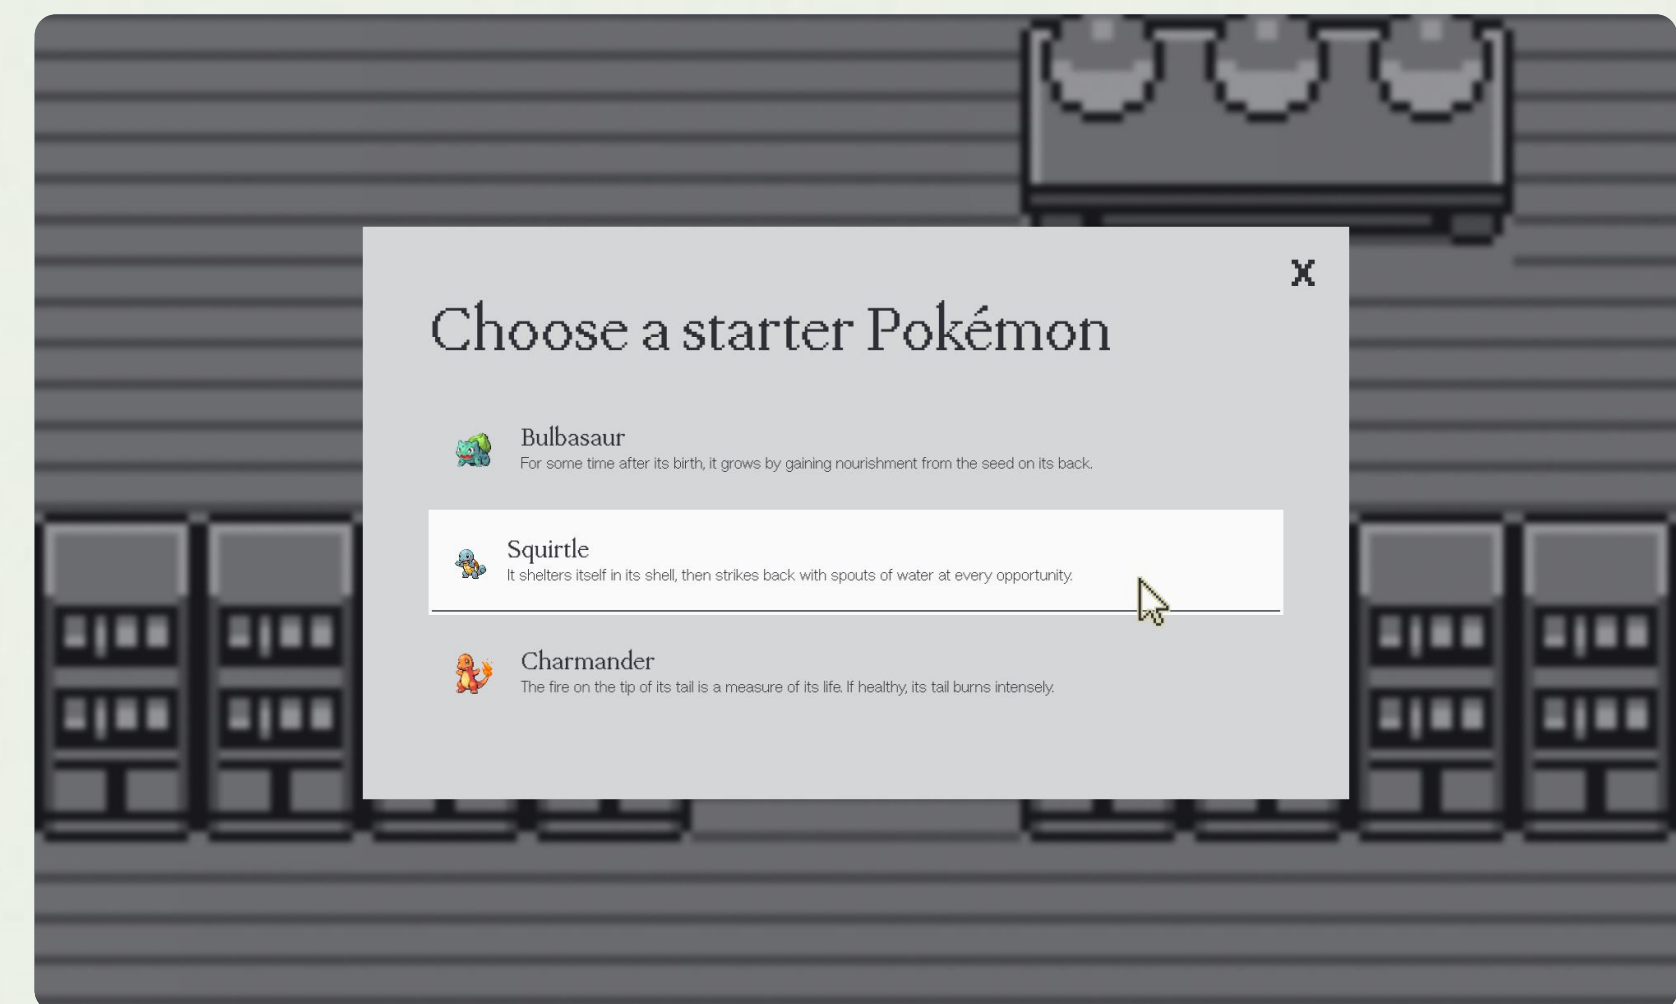 X
Choose a starter Pokémon
Bulbasaur
For some time after its birth, it grows by gaining nourishment from the seed on its back.
Squirtle
It shelters itself in its shell, then strikes back with spouts of water at every opportunity.
Charmander
The fire on the tip of its tail is a measure of its life. If healthy, its tail burns intensely.